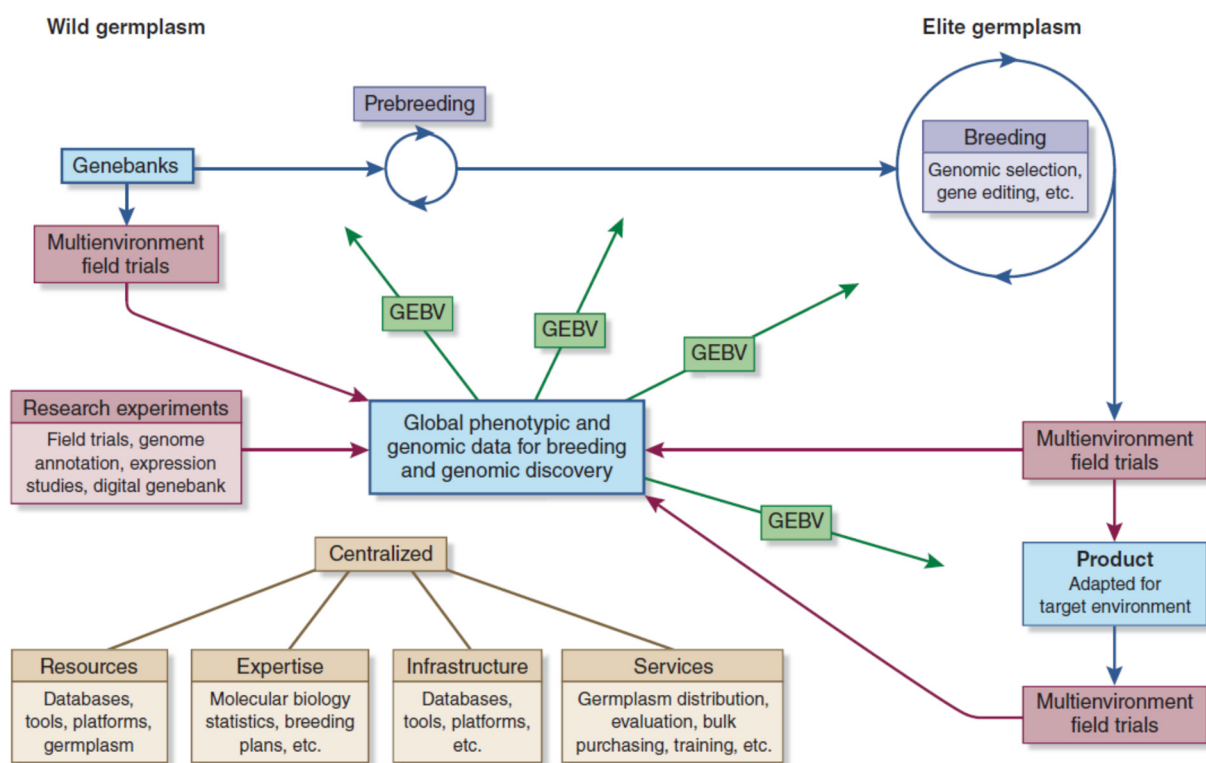 Wild germplasm
Elite germplasm
Prebreeding
Genebanks
Breeding
Genomic selection,
gene editing, etc.
Multienvironment
field trials
GEBV
GEBV
GEBV
Research experiments
Field trials, genome
annotation, expression
studies, digital genebank
Global phenotypic and
genomic data for breeding
and genomic discovery
Multienvironment
field trials
GEBV
Product
Adapted for
target environment
Centralized
Resources
Databases,
tools, platforms,
germplasm
Expertise
Molecular biology
statistics, breeding
plans, etc.
Infrastructure
Databases,
tools, platforms,
etc.
Services
Germplasm distribution,
evaluation, bulk
purchasing, training, etc.
Multienvironment
field trials